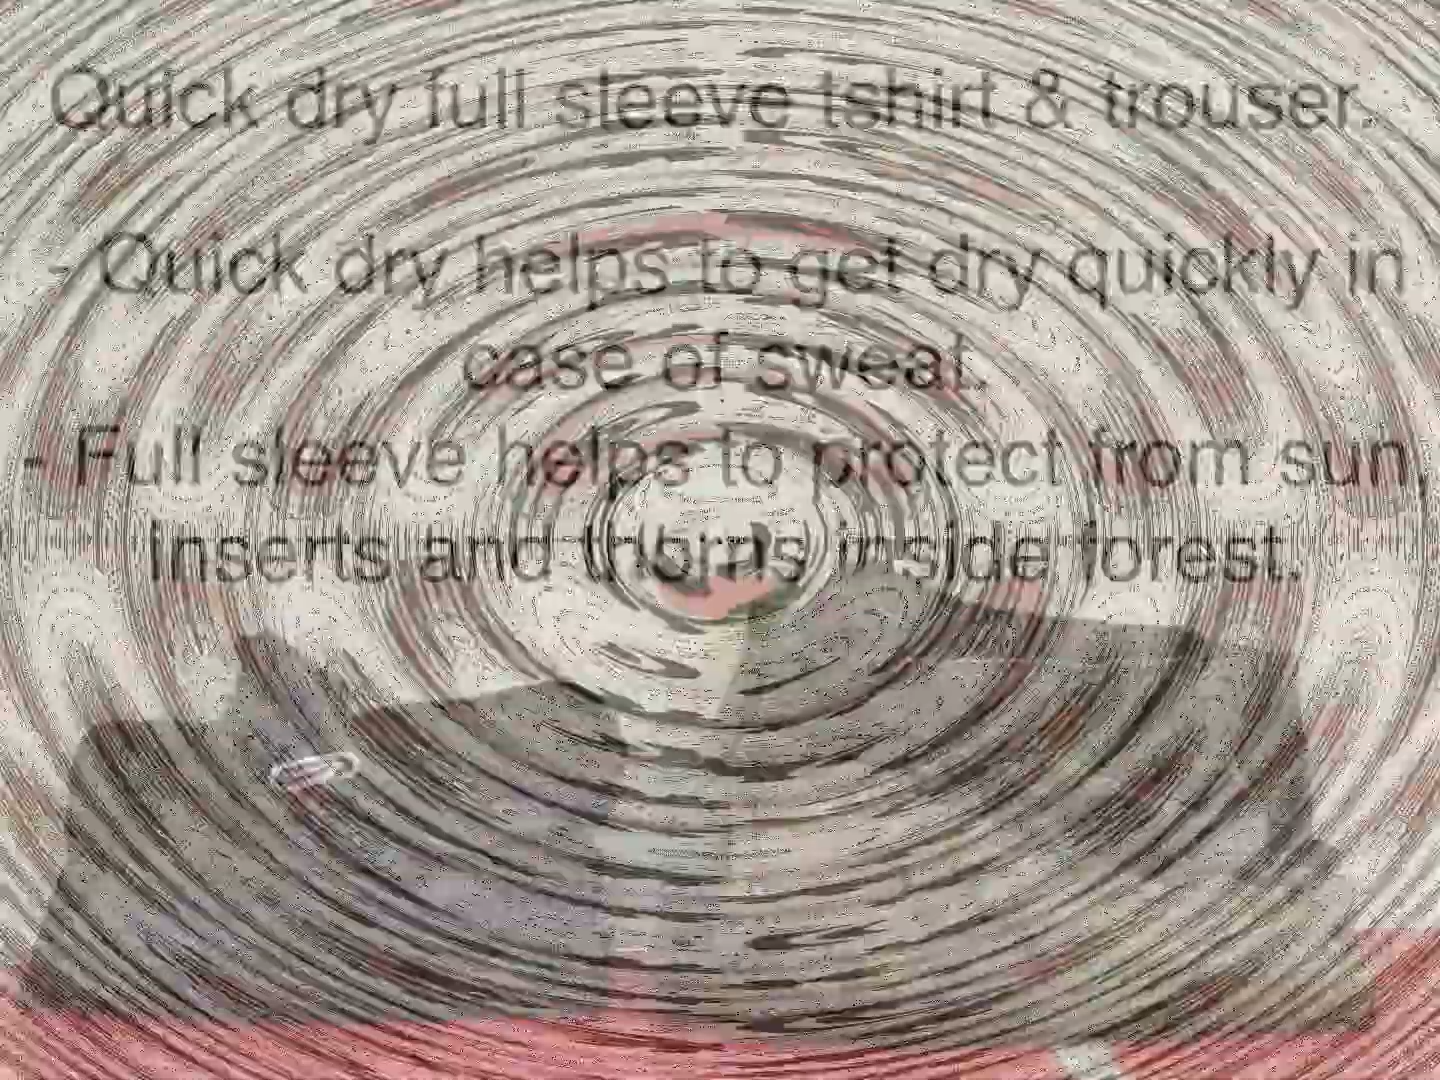 Quick dry full sleeve tshirt & trouser.
- Quick dry helps to get dry quickly in
case of sweat.
- Full sleeve helps to protect from sun,
inserts and thorns inside forest.